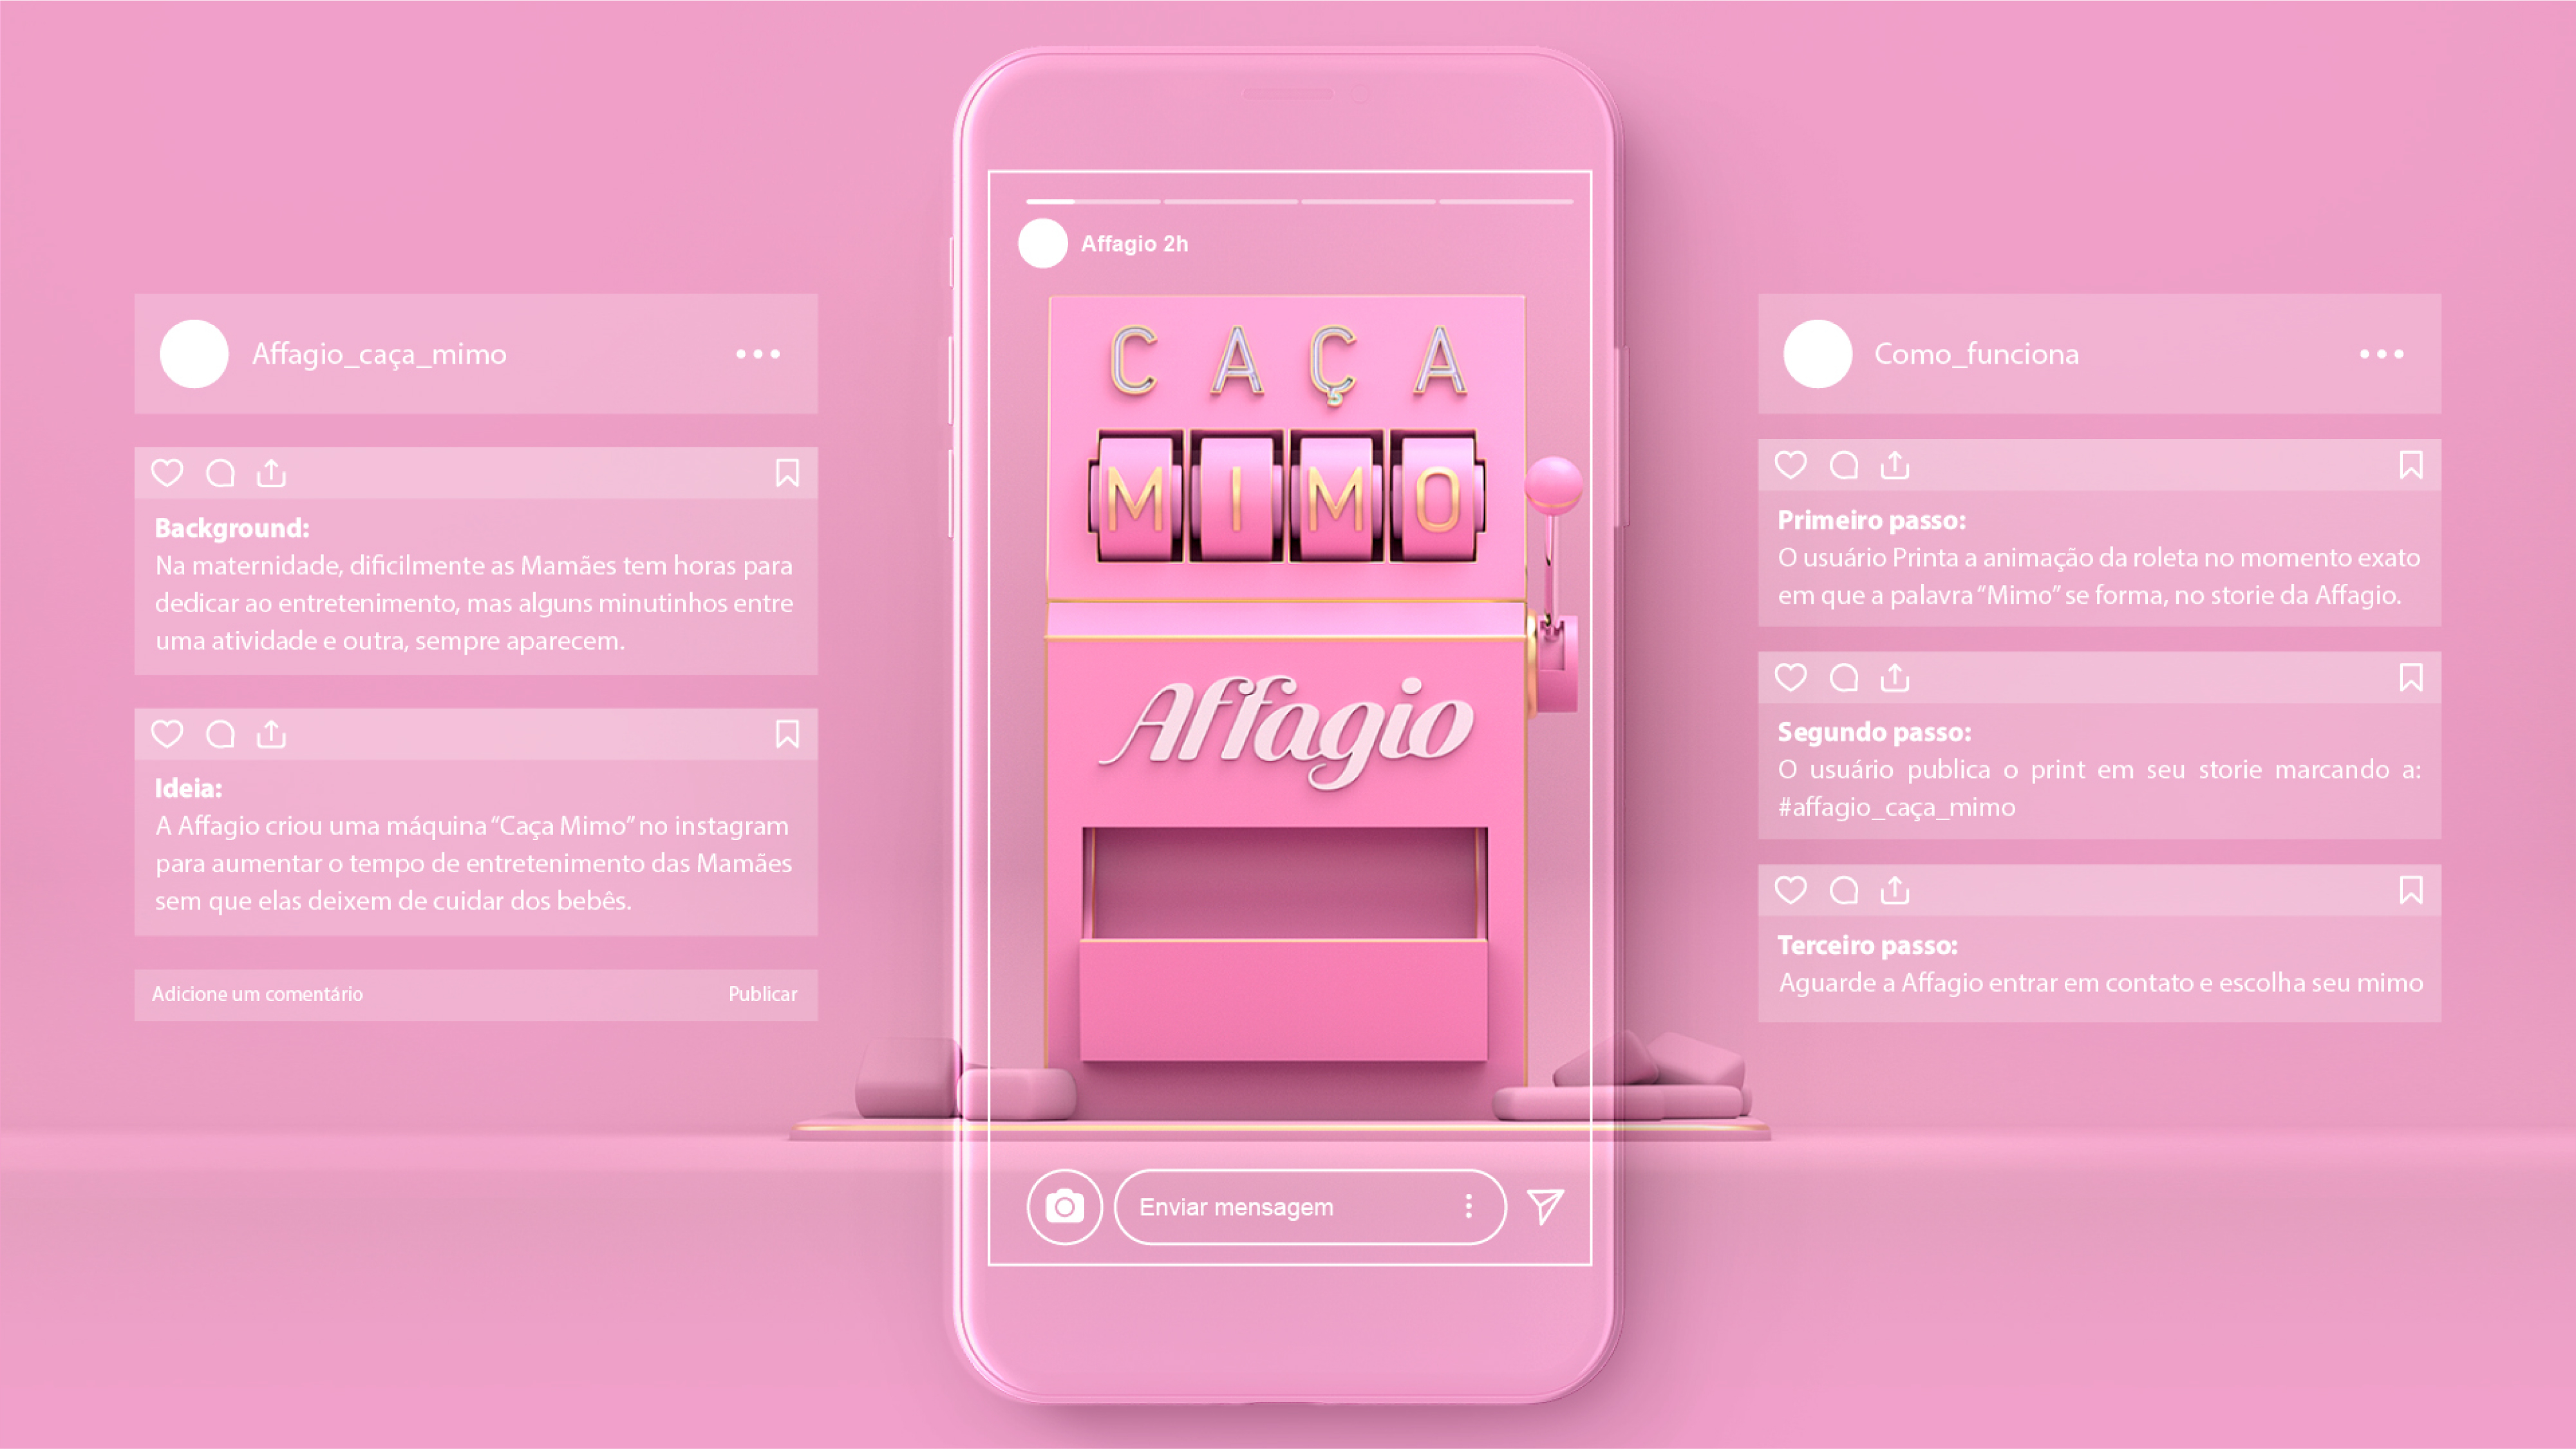 Affagio_caça_mimo
Background:
Na maternidade, dificilmente as Mamães tem horas para
dedicar ao entretenimento, mas alguns minutinhos entre
uma atividade e outra, sempre aparecem.
Ideia:
A Affagio criou uma máquina “Caça Mimo” no instagram
para aumentar o tempo de entretenimento das Mamães
sem que elas deixem de cuidar dos bebês.
Adicione um comentário
Publicar
Affagio 2h
CAÇA
MIMO
Affagio
Enviar mensagem
Como_funciona
Primeiro passo:
O usuário Printa a animação da roleta no momento exato
em que a palavra “Mimo” se forma, no storie da Affagio.
Segundo passo:
O usuário publica o print em seu storie marcando a:
#affagio_caça_mimo
Terceiro passo:
Aguarde a Affagio entrar em contato e escolha seu mimo